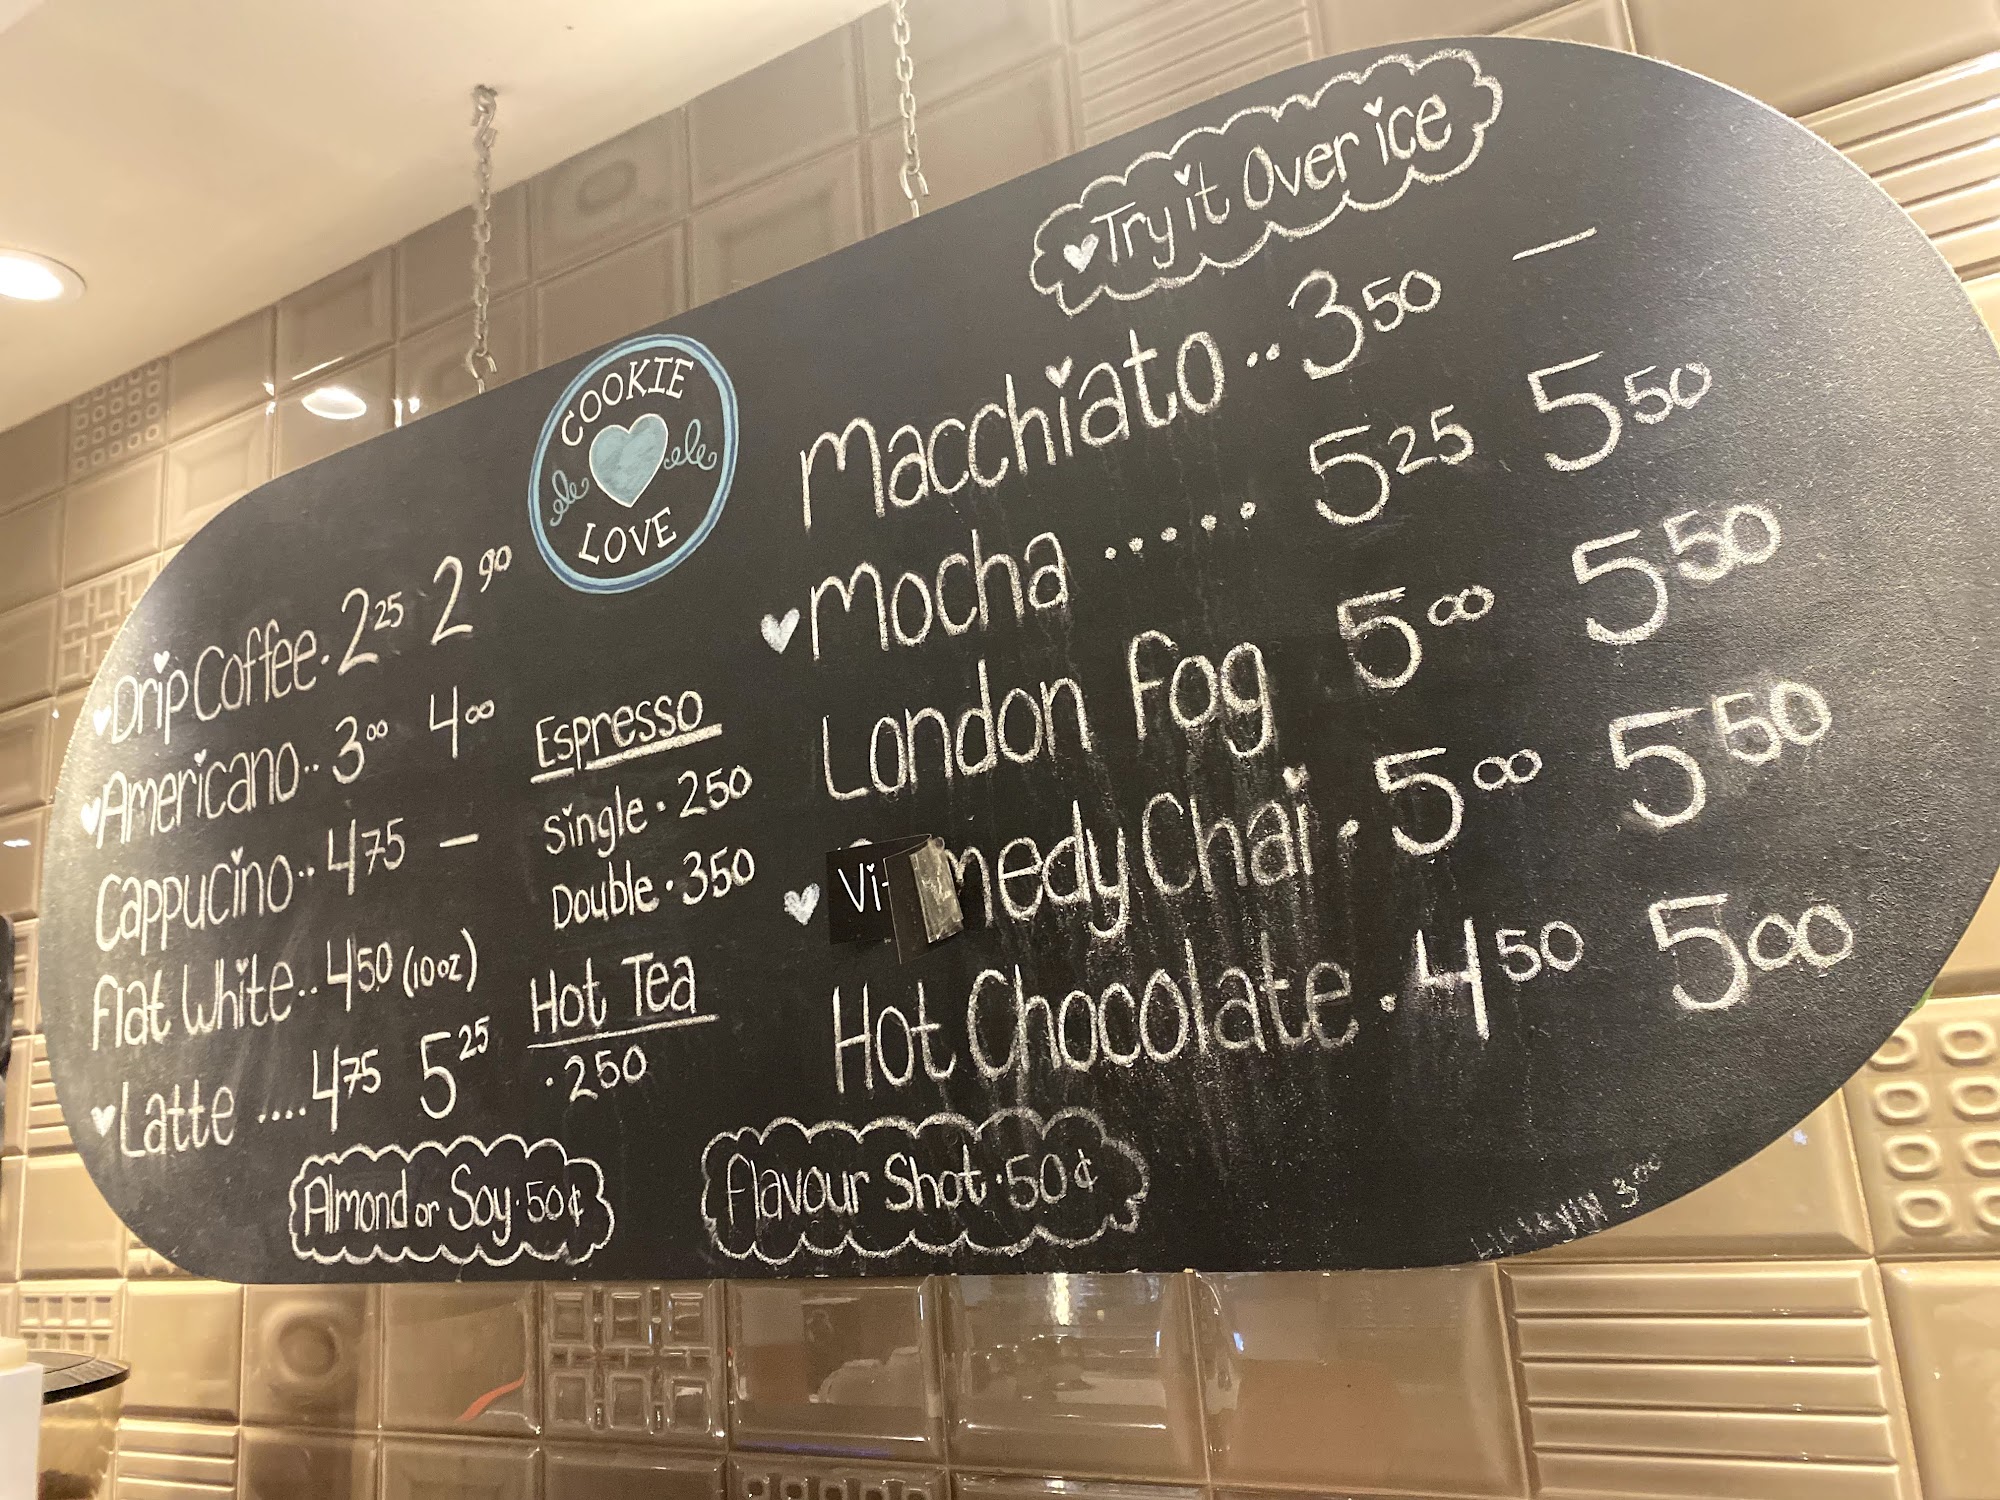 COOKIE
LOVE
Drip Coffee . 2 25 2 90
Americano .. 3 00 4 00
Cappucino .. 4 75 –
Flat White .. 4 50 (10oz)
Latte .... 4 75 5 25
Almond or Soy . 50¢
Espresso
Single . 2 50
Double . 3 50
Hot Tea
. 2 50
Flavour Shot . 50¢
Try it Over ice
Macchiato .. 3 50 –
Mocha ..... 5 25 5 50
London Fog 5 00 5 50
Chai . 5 00 5 50
Hot Chocolate . 4 50 5 00